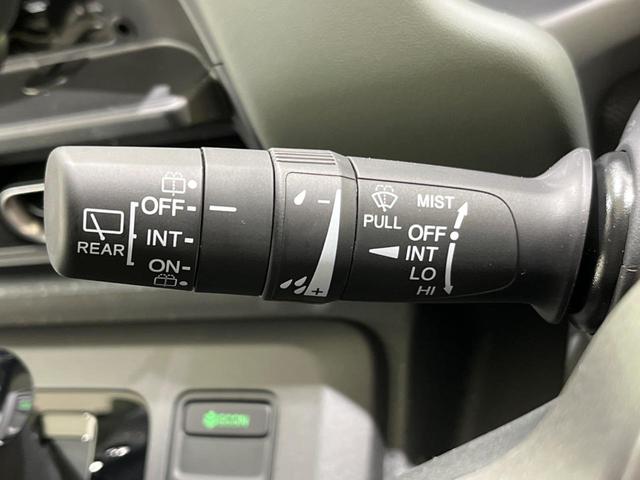 OFF
INT
ON
REAR
-
+
PULL
MIST
OFF
INT
LO
HI
ECON